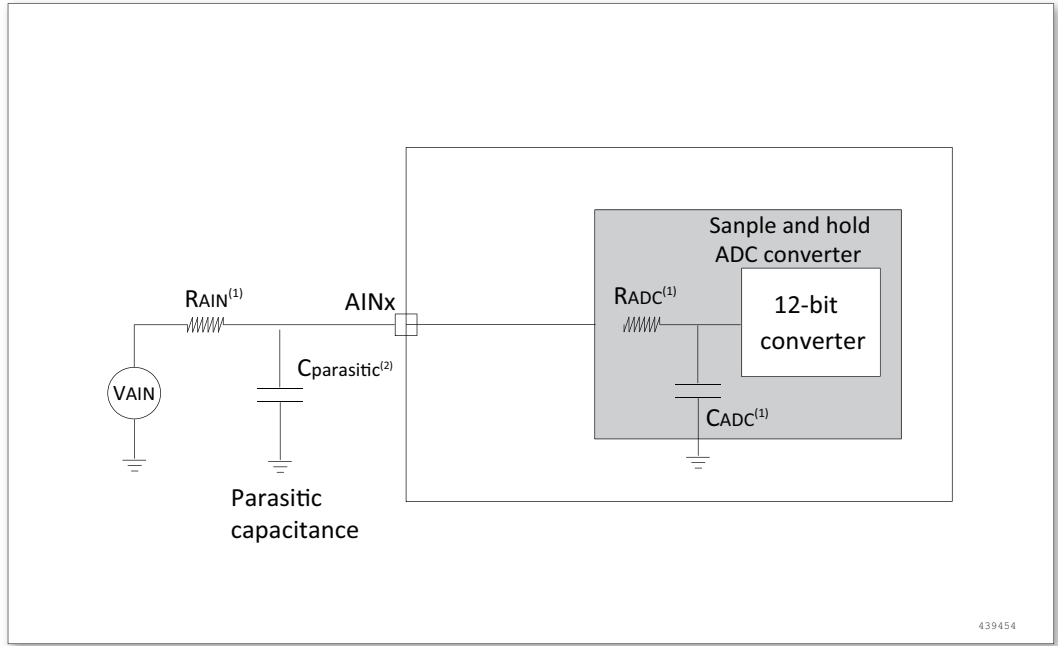 Sanple and hold
ADC converter
RAIN(1)
AINx
RADC(1)
12-bit
converter
Cparasitic(2)
VAIN
CADC(1)
Parasitic
capacitance
439454